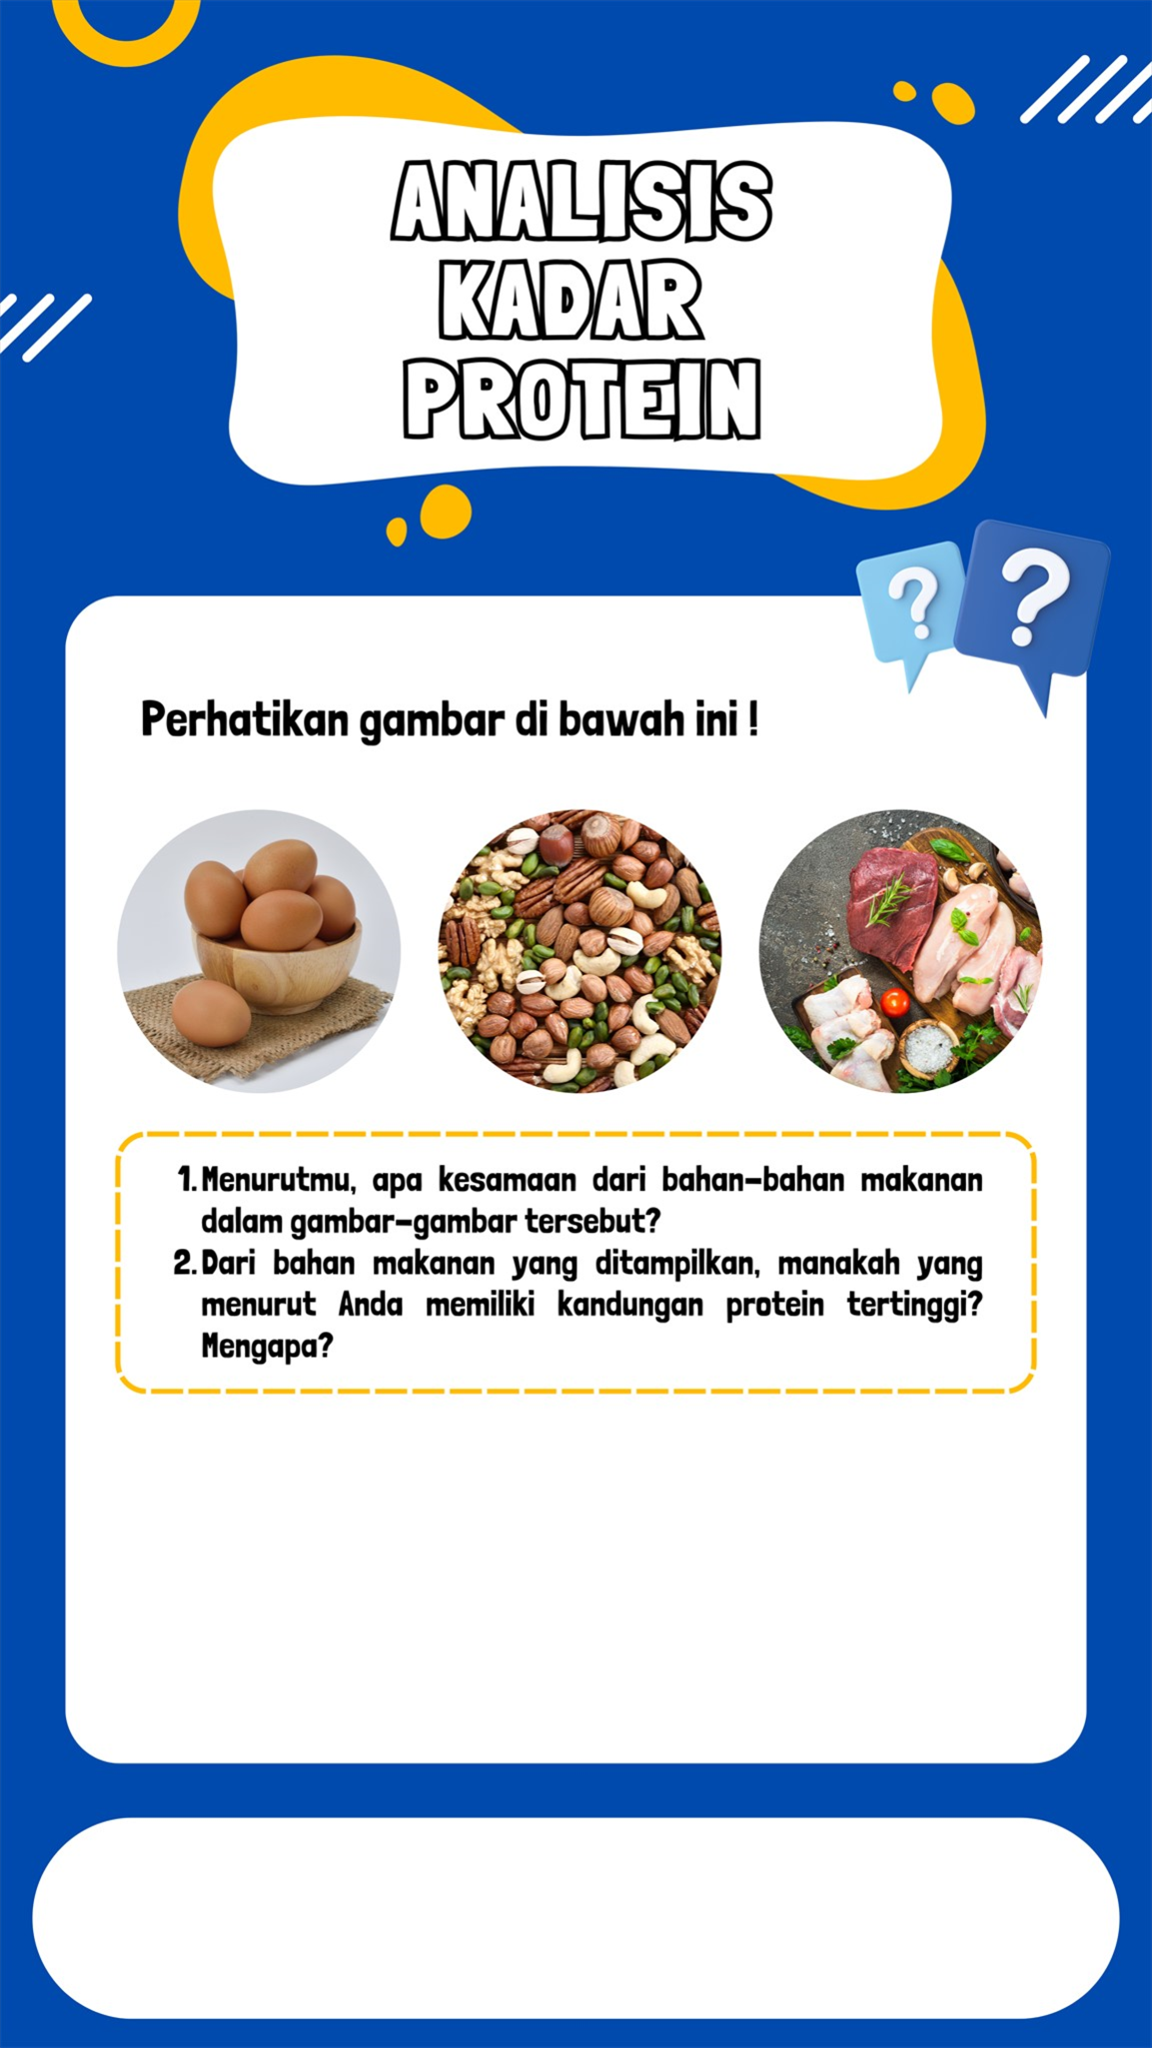 ANALISIS
KADAR
PROTEIN
? ?
Perhatikan gambar di bawah ini !
1. Menurutmu, apa kesamaan dari bahan-bahan makanan
dalam gambar-gambar tersebut?
2. Dari bahan makanan yang ditampilkan, manakah yang
menurut Anda memiliki kandungan protein tertinggi?
Mengapa?